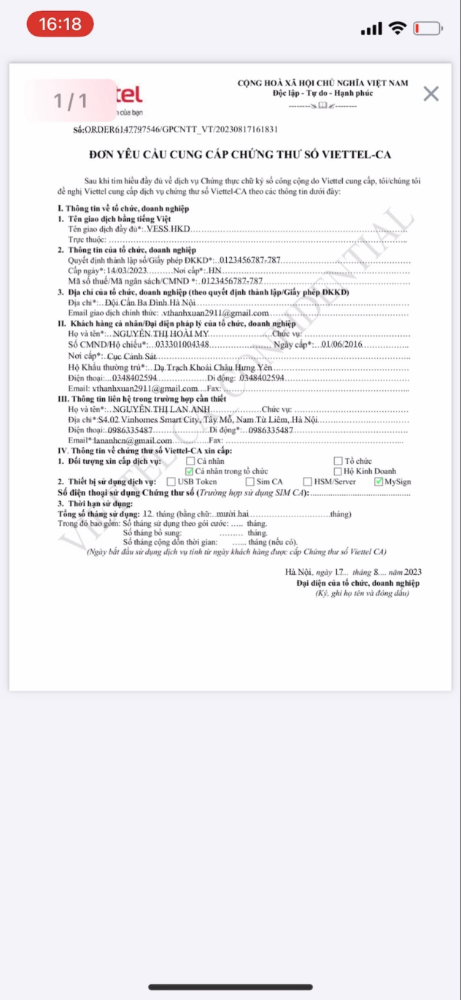 16:18
1/1
tel
của bạn
CỘNG HOÀ XÃ HỘI CHỦ NGHĨA VIỆT NAM
Độc lập - Tự do - Hạnh phúc
Số:ORDER6147797546/GPCNTT_VT/20230817161831
ĐƠN YÊU CẦU CUNG CẤP CHỨNG THƯ SỐ VIETTEL-CA
Sau khi tìm hiểu đầy đủ về dịch vụ Chứng thực chữ ký số công cộng do Viettel cung cấp, tôi/chúng tôi
đề nghị Viettel cung cấp dịch vụ chứng thư số Viettel-CA theo các thông tin dưới đây:
I. Thông tin về tổ chức, doanh nghiệp
1. Tên giao dịch bằng tiếng Việt
Tên giao dịch đầy đủ*: VESS HKD
Trực thuộc:
2. Thông tin của tổ chức, doanh nghiệp
Quyết định thành lập số/Giấy phép ĐKKD*: 0123456787-787
Cấp ngày*: 14/03/2023 Nơi cấp*: HN
Mã số thuế/Mã ngân sách/CMND *: 0123456787-787
3. Địa chỉ của tổ chức, doanh nghiệp (theo quyết định thành lập/Giấy phép ĐKKD)
Địa chỉ*: Đội Cấn Ba Đình Hà Nội
Email giao dịch chính thức: vthanhxuan2911@gmail.com
II. Khách hàng cá nhân/Đại diện pháp lý của tổ chức, doanh nghiệp
Họ và tên*: NGUYỄN THỊ HOÀI MY Chức vụ:
Số CMND/Hộ chiếu*: 033301004348 Ngày cấp*: 01/06/2016
Nơi cấp*: Cục Cảnh Sát
Hộ Khẩu thường trú*: Dạ Trạch Khoái Châu Hưng Yên
Điện thoại: 0348402594 Di động: 0348402594
Email: vthanhxuan2911@gmail.com Fax:
III. Thông tin liên hệ trong trường hợp cần thiết
Họ và tên*: NGUYỄN THỊ LAN ANH Chức vụ:
Địa chỉ*:S4.02 Vinhomes Smart City, Tây Mỗ, Nam Từ Liêm, Hà Nội
Điện thoại: 0986335487 Di động*: 0986335487
Email*:lananhcn@gmail.com Fax:
IV. Thông tin về chứng thư số Viettel-CA xin cấp:
1. Đối tượng xin cấp dịch vụ: Cá nhân Tổ chức
Cá nhân trong tổ chức Hộ Kinh Doanh
2. Thiết bị sử dụng dịch vụ: USB Token Sim CA HSM/Server MySign
Số điện thoại sử dụng Chứng thư số (Trường hợp sử dụng SIM CA):
3. Thời hạn sử dụng:
Tổng số tháng sử dụng: 12 tháng (bằng chữ: mười hai tháng)
Trong đó bao gồm: Số tháng sử dụng theo gói cước: ..... tháng.
Số tháng bổ sung: ......... tháng.
Số tháng cộng dồn thời gian: ...... tháng (nếu có).
(Ngày bắt đầu sử dụng dịch vụ tính từ ngày khách hàng được cấp Chứng thư số Viettel CA)
Hà Nội, ngày 17... tháng 8.... năm 2023
Đại diện của tổ chức, doanh nghiệp
(Ký, ghi họ tên và đóng dấu)
VIETTEL CA CONFIDENTIAL